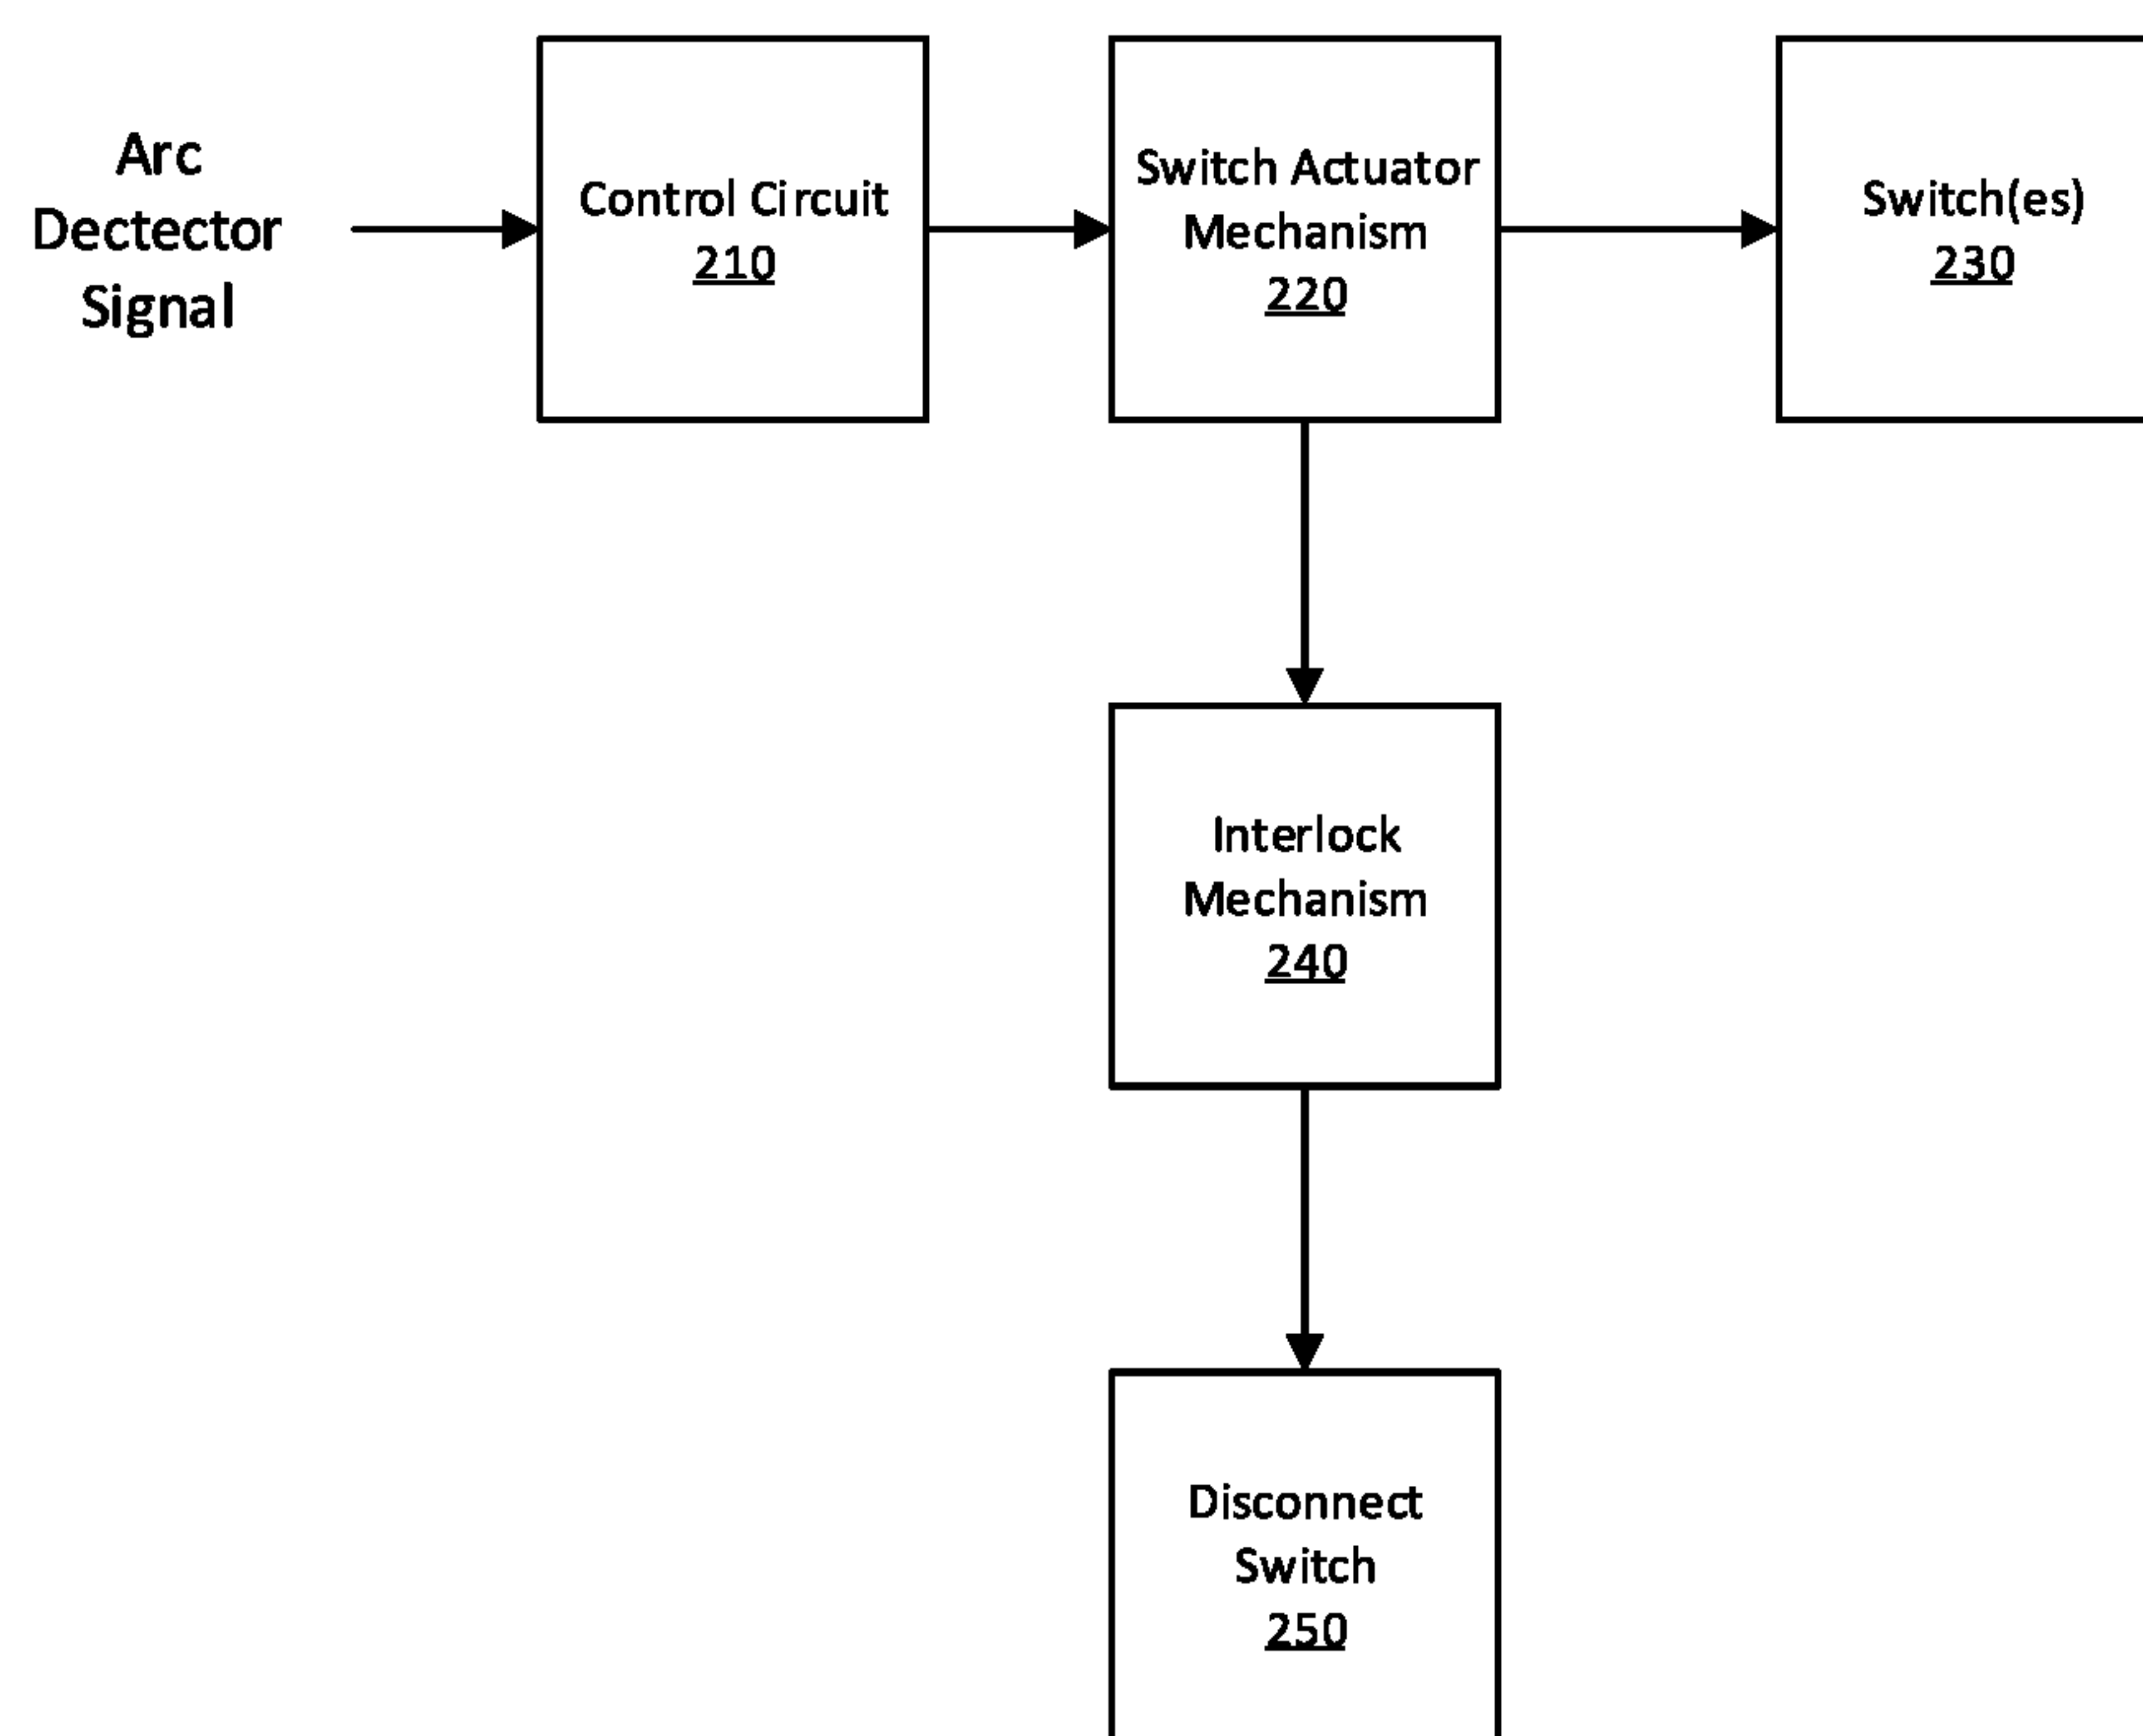 Arc
Dectector
Signal
Control Circuit
210
Switch Actuator
Mechanism
220
Switch(es)
230
Interlock
Mechanism
240
Disconnect
Switch
250